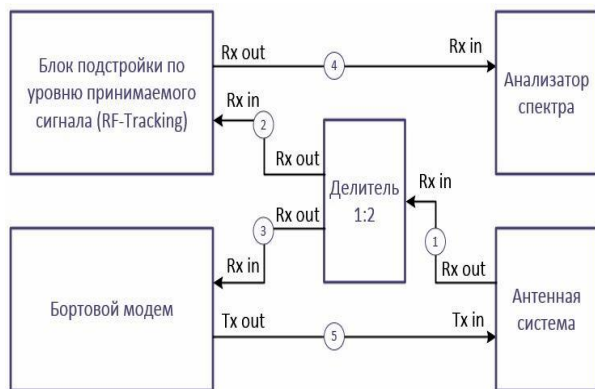 Блок подстройки по
уровню принимаемого
сигнала (RF-Tracking)
Rx out
4
Rx in
Анализатор
спектра
Rx in
2
Rx out
Делитель
1:2
Rx in
Rx out
3
Rx in
1
Rx out
Бортовой модем
Tx out
5
Tx in
Антенная
система